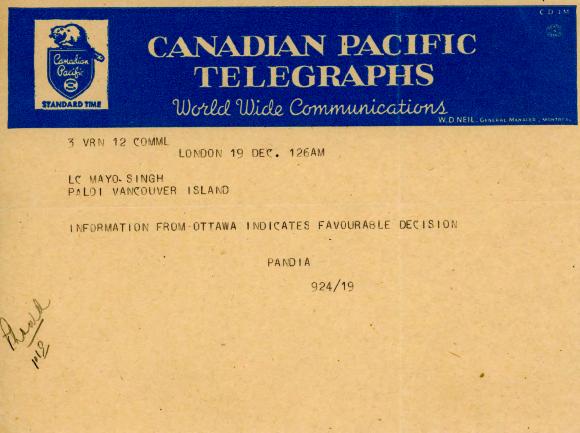 C D 1M
Canadian
Pacific
STANDARD TIME
CANADIAN PACIFIC
TELEGRAPHS
World Wide Communications
W.D. NEIL, GENERAL MANAGER, MONTREAL
3 VRN 12 COMML
LONDON 19 DEC. 126AM
LC MAYO-SINGH
PALDI VANCOUVER ISLAND
INFORMATION FROM OTTAWA INDICATES FAVOURABLE DECISION
PANDIA
924/19